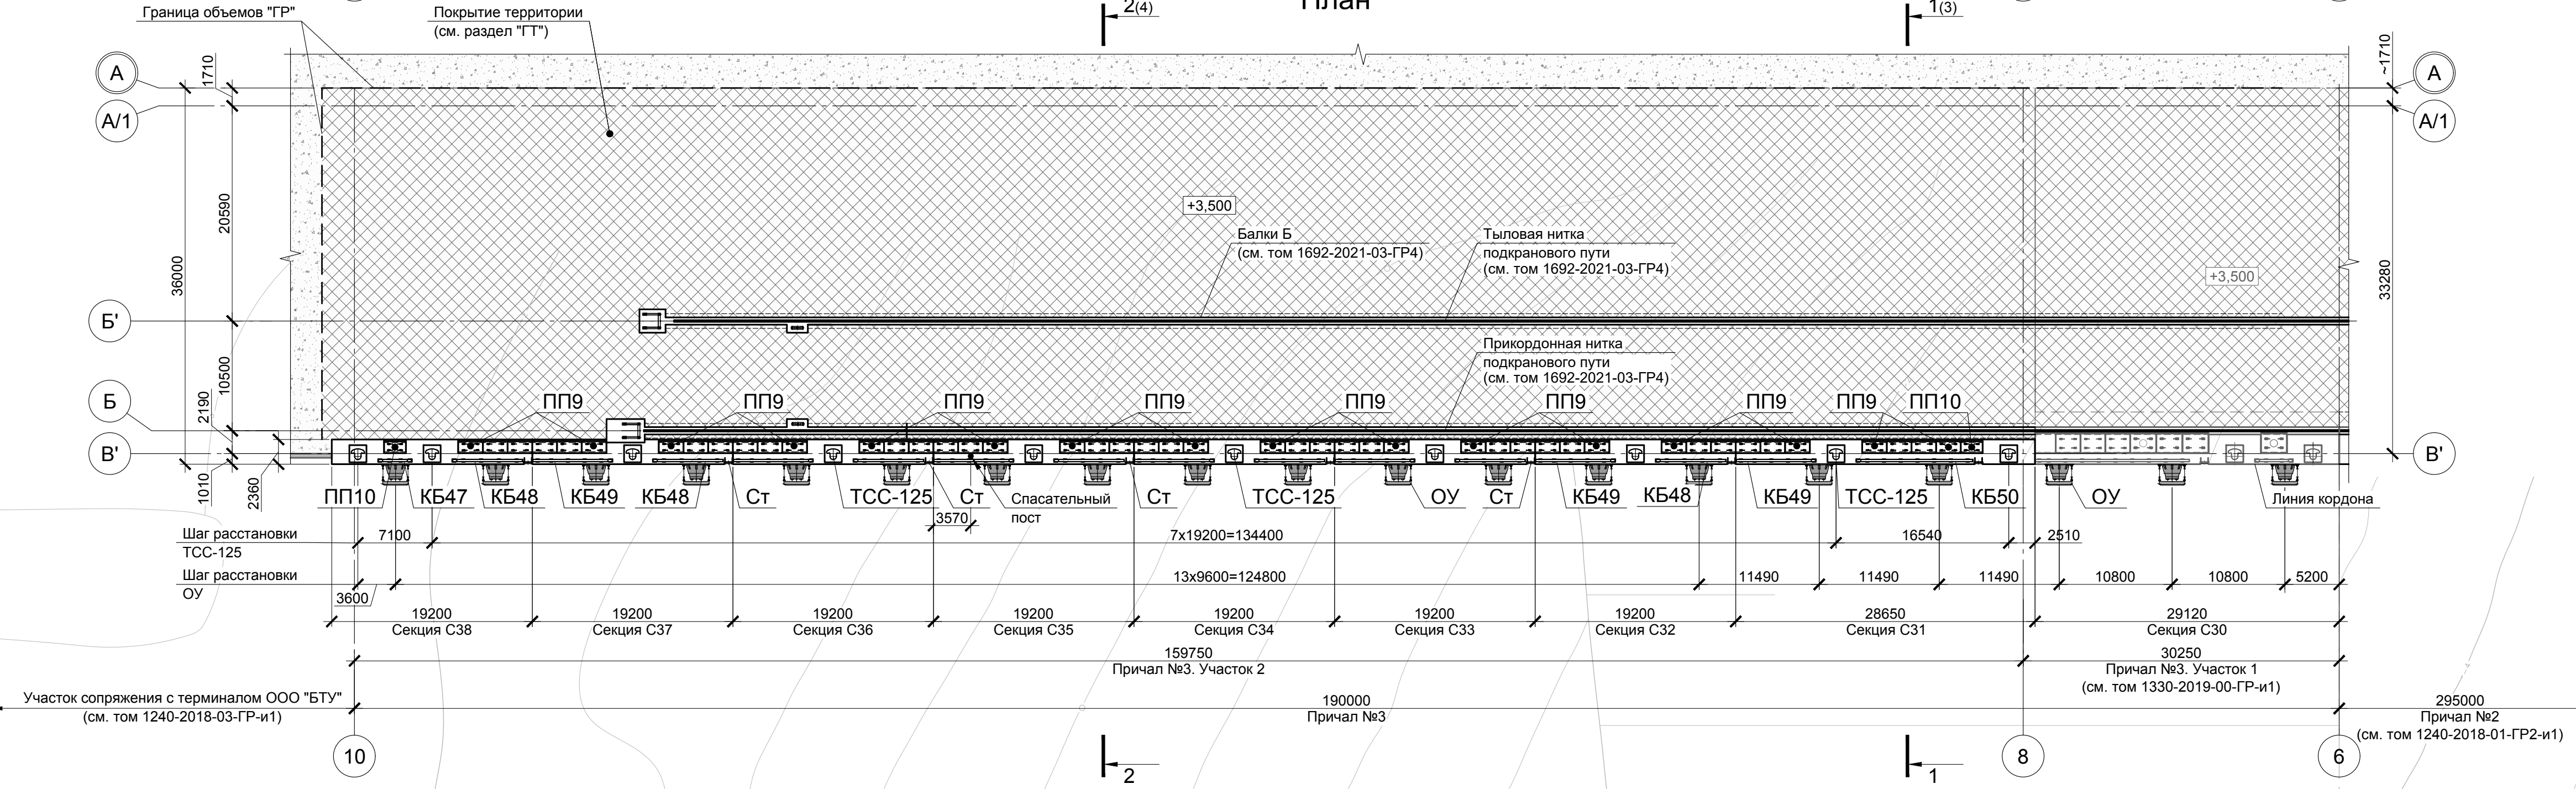 План
Граница объемов "ГР"
Покрытие территории
(см. раздел "ГТ")
2(4)
1(3)
А
А/1
Б'
Б
В'
1710
20590
36000
10500
2190
1010
2360
~1710
33280
А
А/1
В'
+3,500
+3,500
Балки Б
(см. том 1692-2021-03-ГР4)
Тыловая нитка
подкранового пути
(см. том 1692-2021-03-ГР4)
Прикордонная нитка
подкранового пути
(см. том 1692-2021-03-ГР4)
ПП9 ПП9 ПП9 ПП9 ПП9 ПП9 ПП9 ПП9 ПП10
ПП10 КБ47 КБ48 КБ49 КБ48 Ст ТСС-125 Ст Спасательный
пост
Ст ТСС-125 ОУ Ст КБ49 КБ48 КБ49 ТСС-125 КБ50 ОУ Линия кордона
3570
Шаг расстановки
ТСС-125
7100 7х19200=134400 16540 2510
Шаг расстановки
ОУ
3600 13х9600=124800 11490 11490 11490 10800 10800 5200
19200 19200 19200 19200 19200 19200 19200 28650 29120
Секция С38 Секция С37 Секция С36 Секция С35 Секция С34 Секция С33 Секция С32 Секция С31 Секция С30
159750 30250
Причал №3. Участок 2 Причал №3. Участок 1
(см. том 1330-2019-00-ГР-и1)
Участок сопряжения с терминалом ООО "БТУ"
(см. том 1240-2018-03-ГР-и1)
190000
Причал №3
295000
Причал №2
(см. том 1240-2018-01-ГР2-и1)
10 8 6
2 1